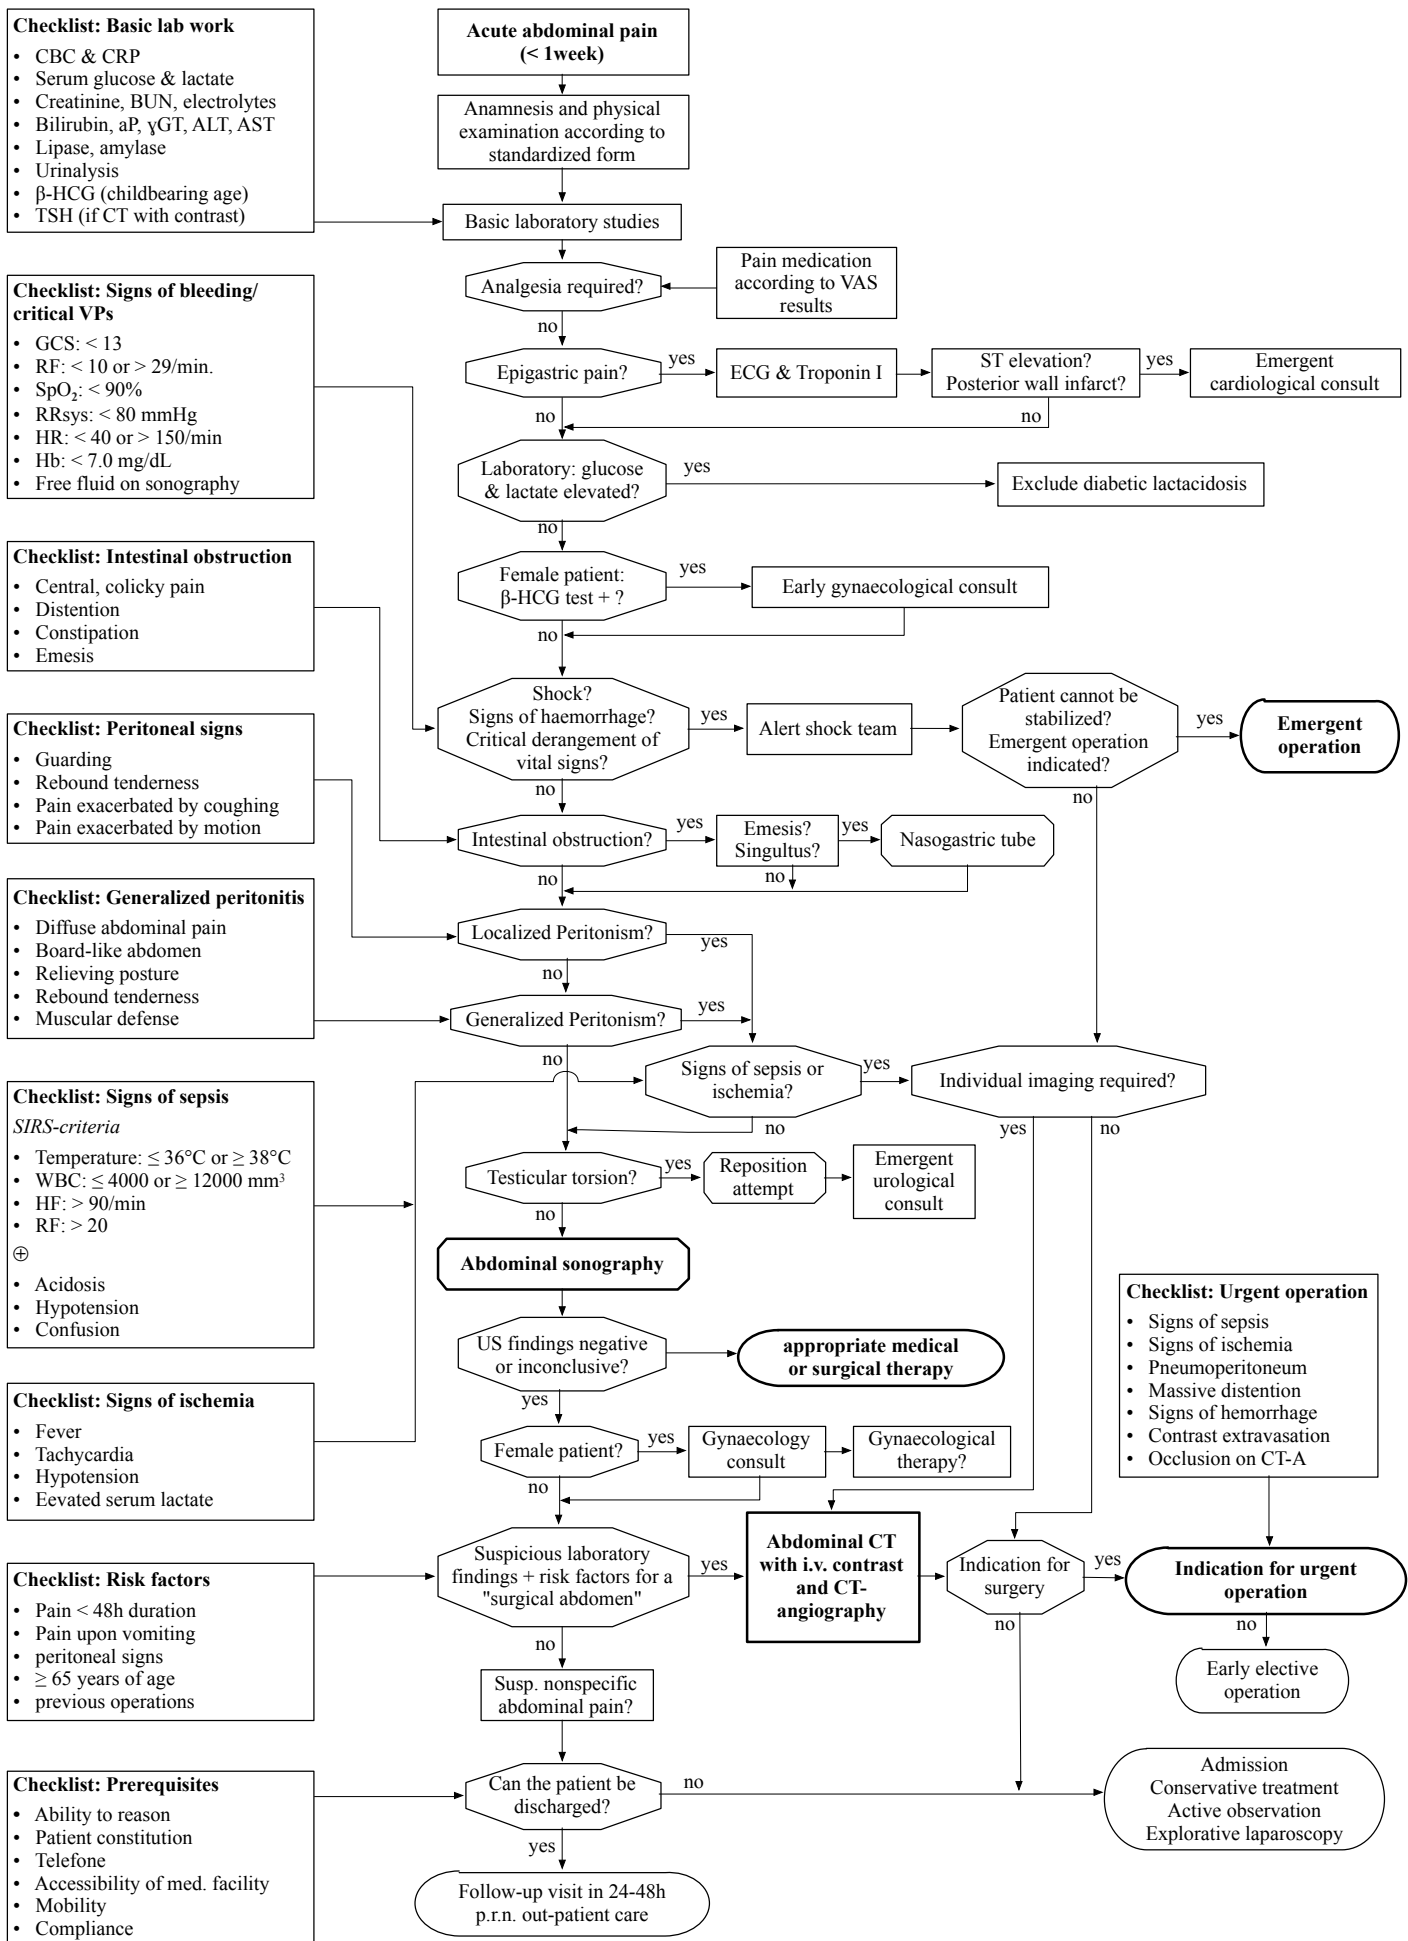 Checklist: Basic lab work
• CBC & CRP
• Serum glucose & lactate
• Creatinine, BUN, electrolytes
• Bilirubin, aP, ɣGT, ALT, AST
• Lipase, amylase
• Urinalysis
• β-HCG (childbearing age)
• TSH (if CT with contrast)
Acute abdominal pain
(< 1week)
Anamnesis and physical
examination according to
standardized form
Basic laboratory studies
Checklist: Signs of bleeding/
critical VPs
• GCS: < 13
• RF: < 10 or > 29/min.
• SpO₂: < 90%
• RRsys: < 80 mmHg
• HR: < 40 or > 150/min
• Hb: < 7.0 mg/dL
• Free fluid on sonography
Analgesia required?
Pain medication
according to VAS
results
no
Epigastric pain?
yes
ECG & Troponin I
ST elevation?
Posterior wall infarct?
yes
Emergent
cardiological consult
no
no
Laboratory: glucose
& lactate elevated?
yes
Exclude diabetic lactacidosis
no
Checklist: Intestinal obstruction
• Central, colicky pain
• Distention
• Constipation
• Emesis
Female patient:
β-HCG test + ?
yes
Early gynaecological consult
no
Checklist: Peritoneal signs
• Guarding
• Rebound tenderness
• Pain exacerbated by coughing
• Pain exacerbated by motion
Shock?
Signs of haemorrhage?
Critical derangement of
vital signs?
yes
Alert shock team
Patient cannot be
stabilized?
Emergent operation
indicated?
yes
Emergent
operation
no
no
Intestinal obstruction?
yes
Emesis?
Singultus?
yes
Nasogastric tube
no
no
Checklist: Generalized peritonitis
• Diffuse abdominal pain
• Board-like abdomen
• Relieving posture
• Rebound tenderness
• Muscular defense
Localized Peritonism?
yes
no
Generalized Peritonism?
yes
no
Signs of sepsis or
ischemia?
yes
Individual imaging required?
no
yes
no
Checklist: Signs of sepsis
SIRS-criteria
• Temperature: ≤ 36°C or ≥ 38°C
• WBC: ≤ 4000 or ≥ 12000 mm³
• HF: > 90/min
• RF: > 20
⊕
• Acidosis
• Hypotension
• Confusion
Testicular torsion?
yes
Reposition
attempt
Emergent
urological
consult
no
Abdominal sonography
US findings negative
or inconclusive?
appropriate medical
or surgical therapy
yes
Checklist: Urgent operation
• Signs of sepsis
• Signs of ischemia
• Pneumoperitoneum
• Massive distention
• Signs of hemorrhage
• Contrast extravasation
• Occlusion on CT-A
Checklist: Signs of ischemia
• Fever
• Tachycardia
• Hypotension
• Eevated serum lactate
Female patient?
yes
Gynaecology
consult
Gynaecological
therapy?
no
Checklist: Risk factors
• Pain < 48h duration
• Pain upon vomiting
• peritoneal signs
• ≥ 65 years of age
• previous operations
Suspicious laboratory
findings + risk factors for a
"surgical abdomen"
yes
Abdominal CT
with i.v. contrast
and CT-
angiography
Indication for
surgery
yes
Indication for urgent
operation
no
no
no
Susp. nonspecific
abdominal pain?
Early elective
operation
Checklist: Prerequisites
• Ability to reason
• Patient constitution
• Telefone
• Accessibility of med. facility
• Mobility
• Compliance
Can the patient be
discharged?
no
Admission
Conservative treatment
Active observation
Explorative laparoscopy
yes
Follow-up visit in 24-48h
p.r.n. out-patient care